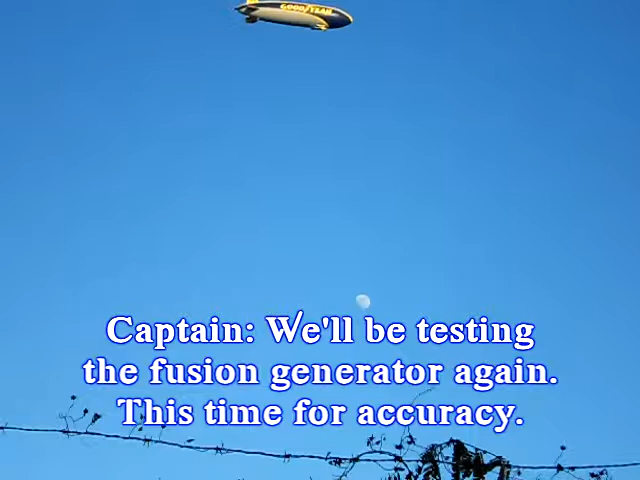 GOODYEAR
Captain: We'll be testing
the fusion generator again.
This time for accuracy.